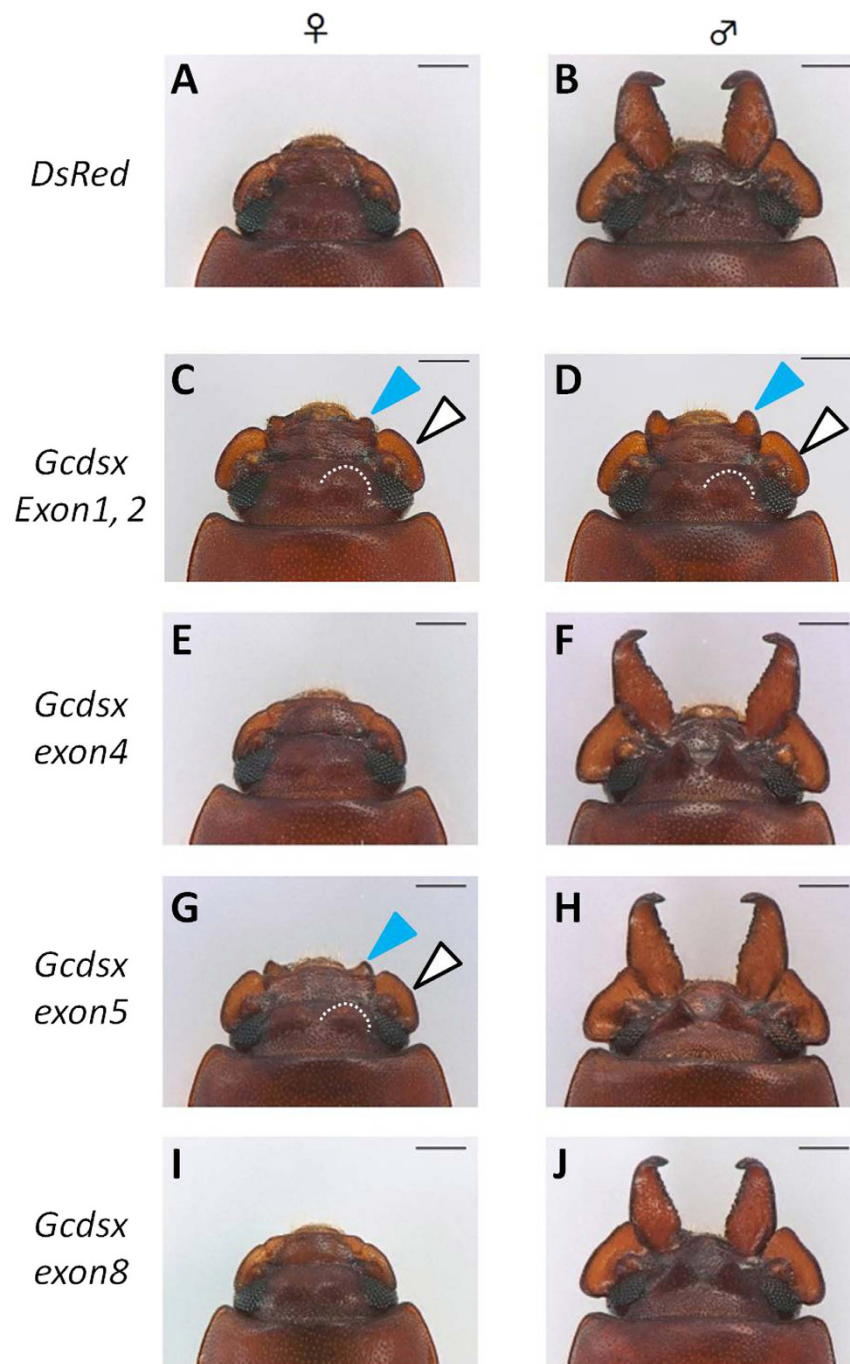 ♀ ♂
A B
DsRed
C D
Gcdsx
Exon1, 2
E F
Gcdsx
exon4
G H
Gcdsx
exon5
I J
Gcdsx
exon8